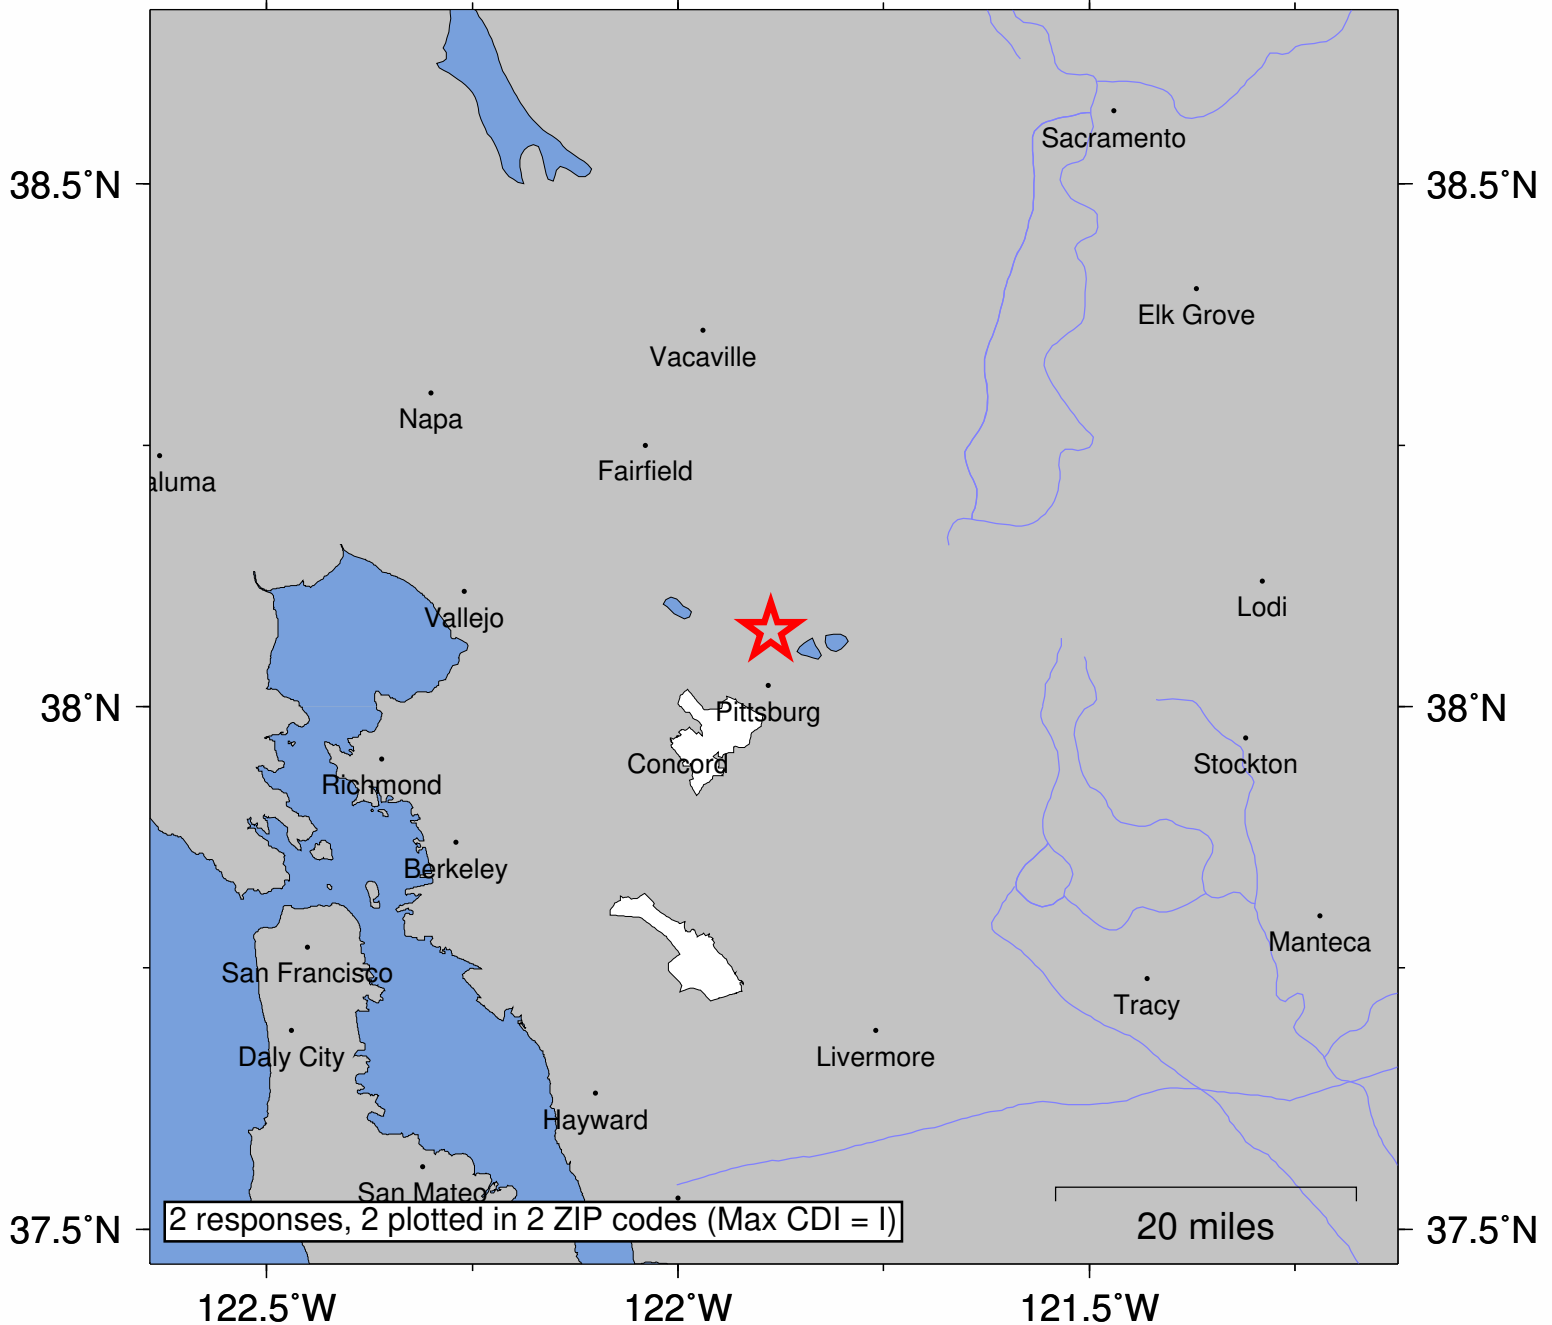 Sacramento
38.5°N
38.5°N
Elk Grove
Vacaville
Napa
Fairfield
aluma
Lodi
Vallejo
38°N
38°N
Pittsburg
Concord
Stockton
Richmond
Berkeley
Manteca
San Francisco
Tracy
Daly City
Livermore
Hayward
San Mateo
2 responses, 2 plotted in 2 ZIP codes (Max CDI = I)
20 miles
37.5°N
37.5°N
122.5°W
122°W
121.5°W